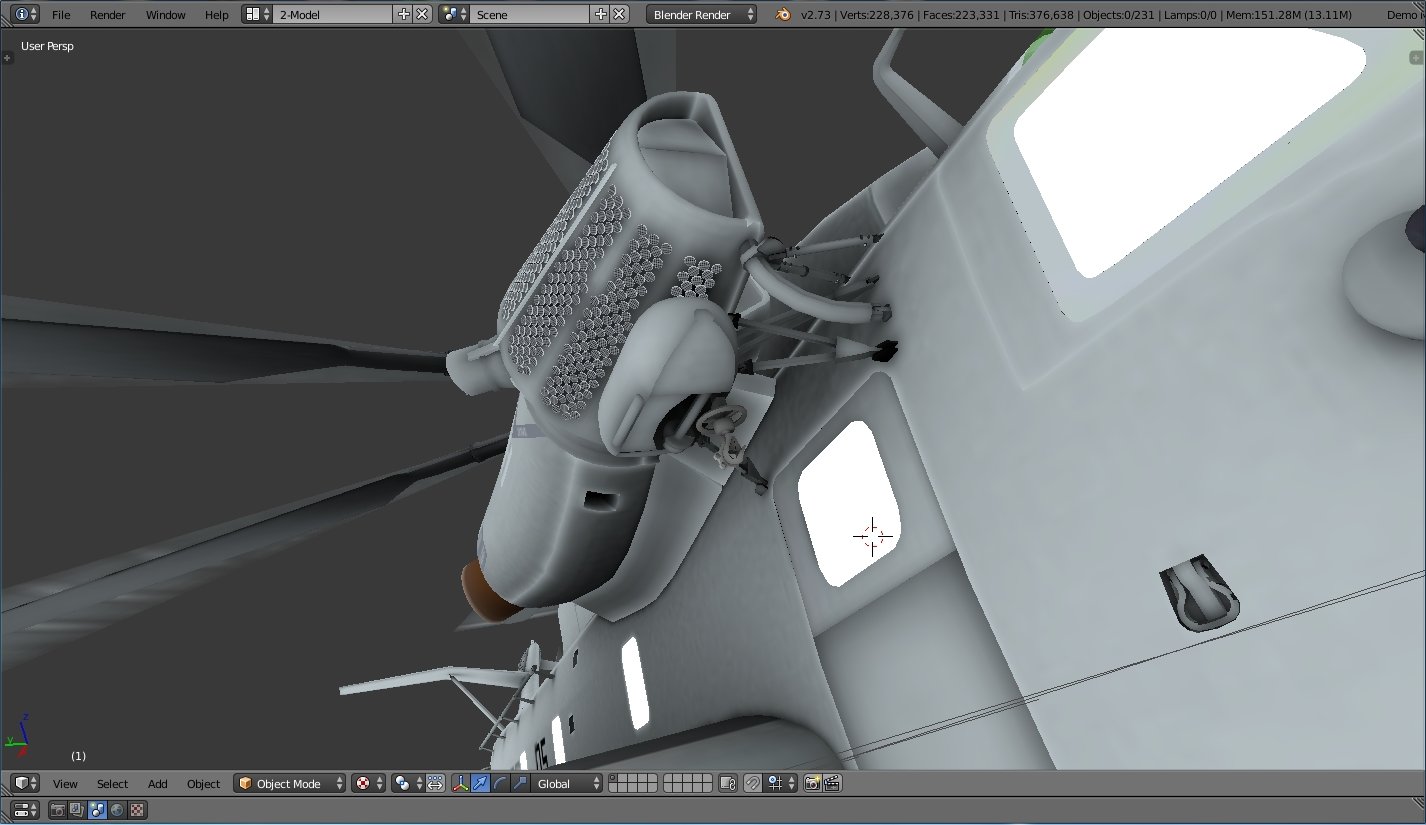 File Render Window Help 2-Model Scene Blender Render v2.73 | Verts:228,376 | Faces:223,331 | Tris:376,638 | Objects:0/231 | Lamps:0/0 | Mem:151.28M (13.11M) Demo
User Persp
z
y
(1)
View Select Add Object Object Mode Global